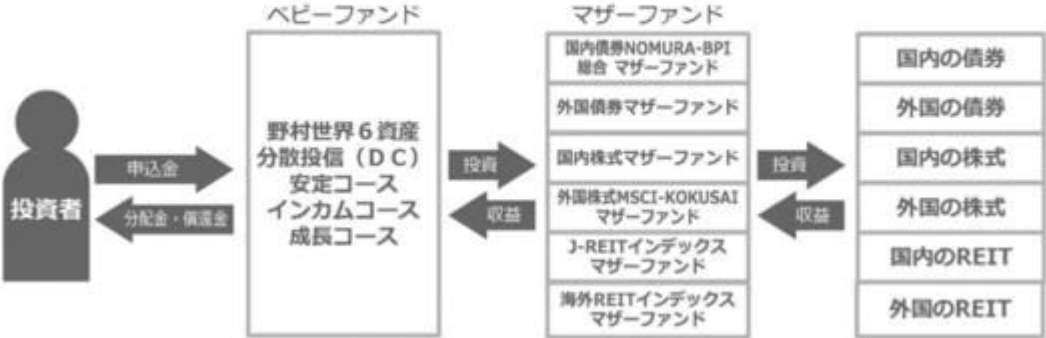 ベビーファンド
マザーファンド
投資者
申込金
分配金・償還金
野村世界６資産
分散投信（ＤＣ）
安定コース
インカムコース
成長コース
投資
収益
国内債券NOMURA-BPI
総合 マザーファンド
外国債券マザーファンド
国内株式マザーファンド
外国株式MSCI-KOKUSAI
マザーファンド
J-REITインデックス
マザーファンド
海外REITインデックス
マザーファンド
投資
収益
国内の債券
外国の債券
国内の株式
外国の株式
国内のREIT
外国のREIT